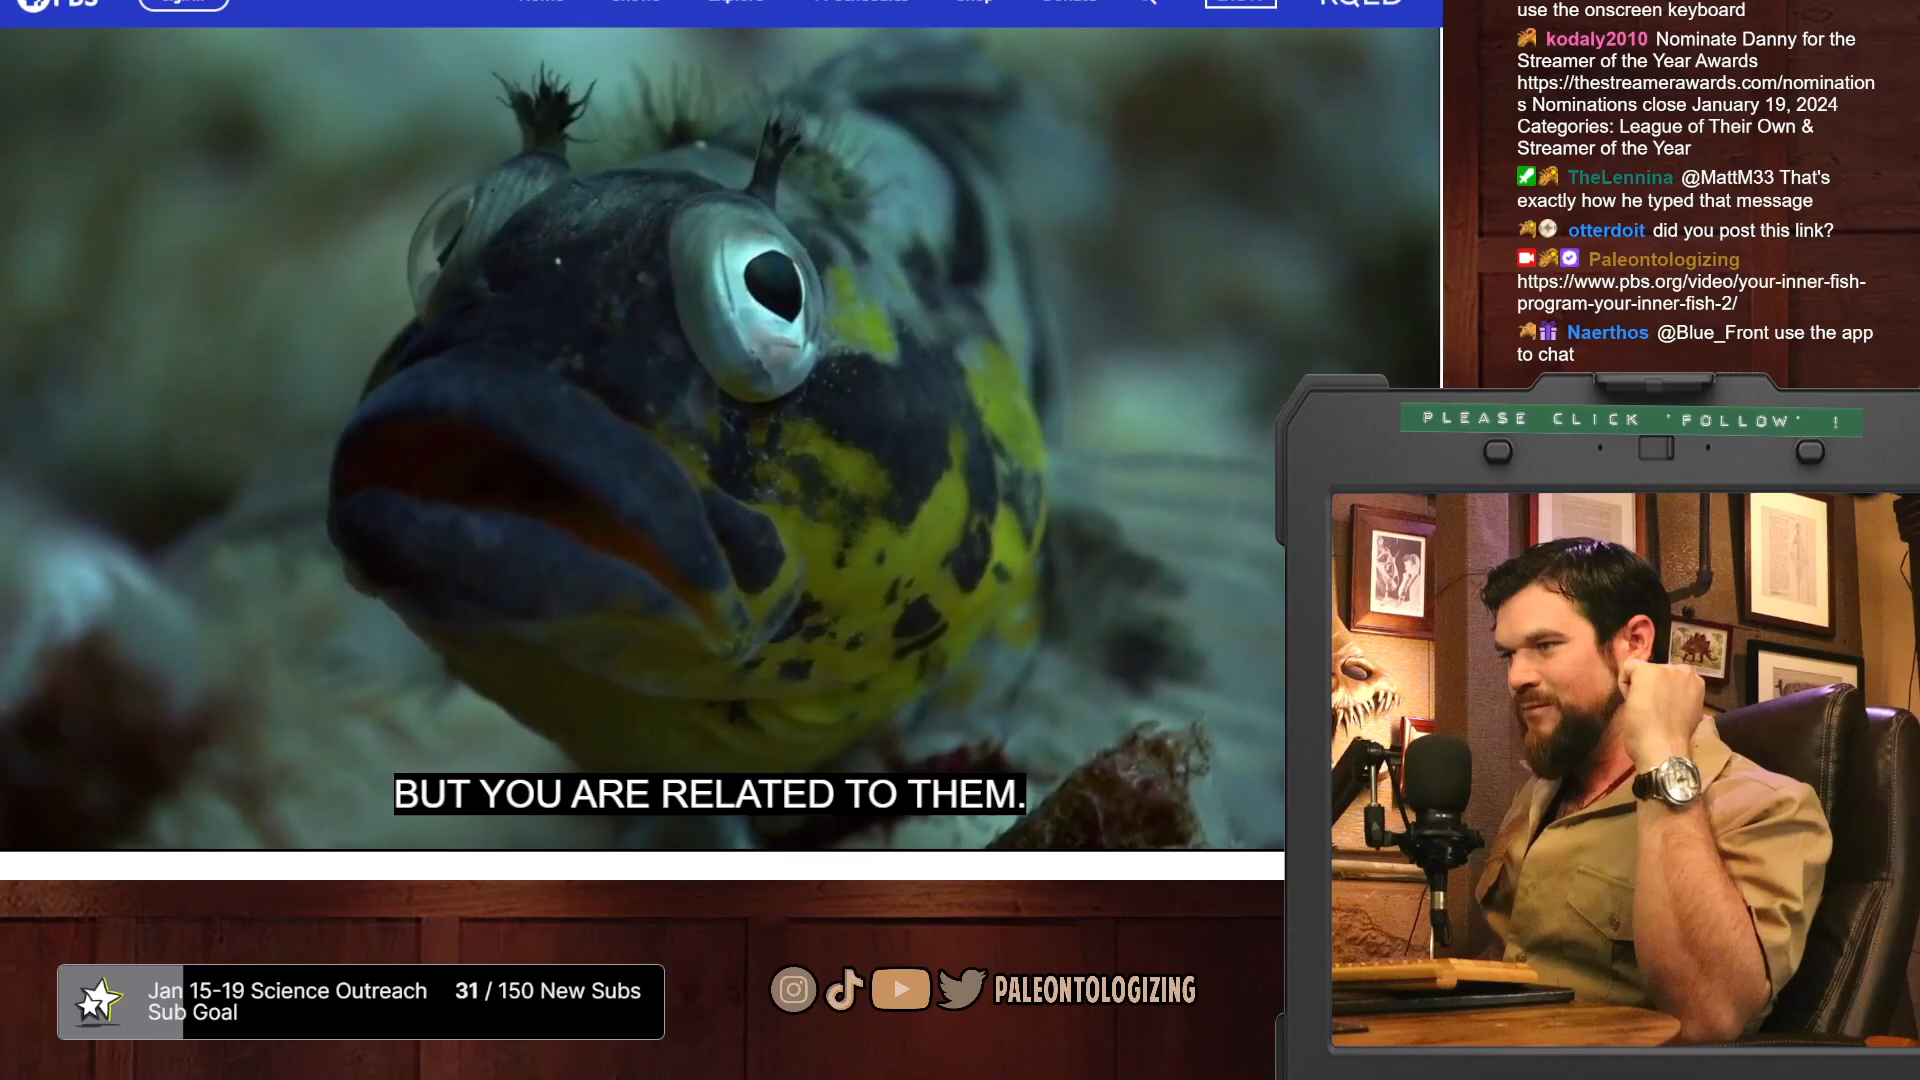 PBS
use the onscreen keyboard
kodaly2010 Nominate Danny for the
Streamer of the Year Awards
https://thestreamerawards.com/nomination
s Nominations close January 19, 2024
Categories: League of Their Own &
Streamer of the Year
TheLennina @MattM33 That's
exactly how he typed that message
otterdoit did you post this link?
Paleontologizing
https://www.pbs.org/video/your-inner-fish-
program-your-inner-fish-2/
Naerthos @Blue_Front use the app
to chat
PLEASE CLICK "FOLLOW" !
BUT YOU ARE RELATED TO THEM.
Jan 15-19 Science Outreach
Sub Goal
31 / 150 New Subs
PALEONTOLOGIZING